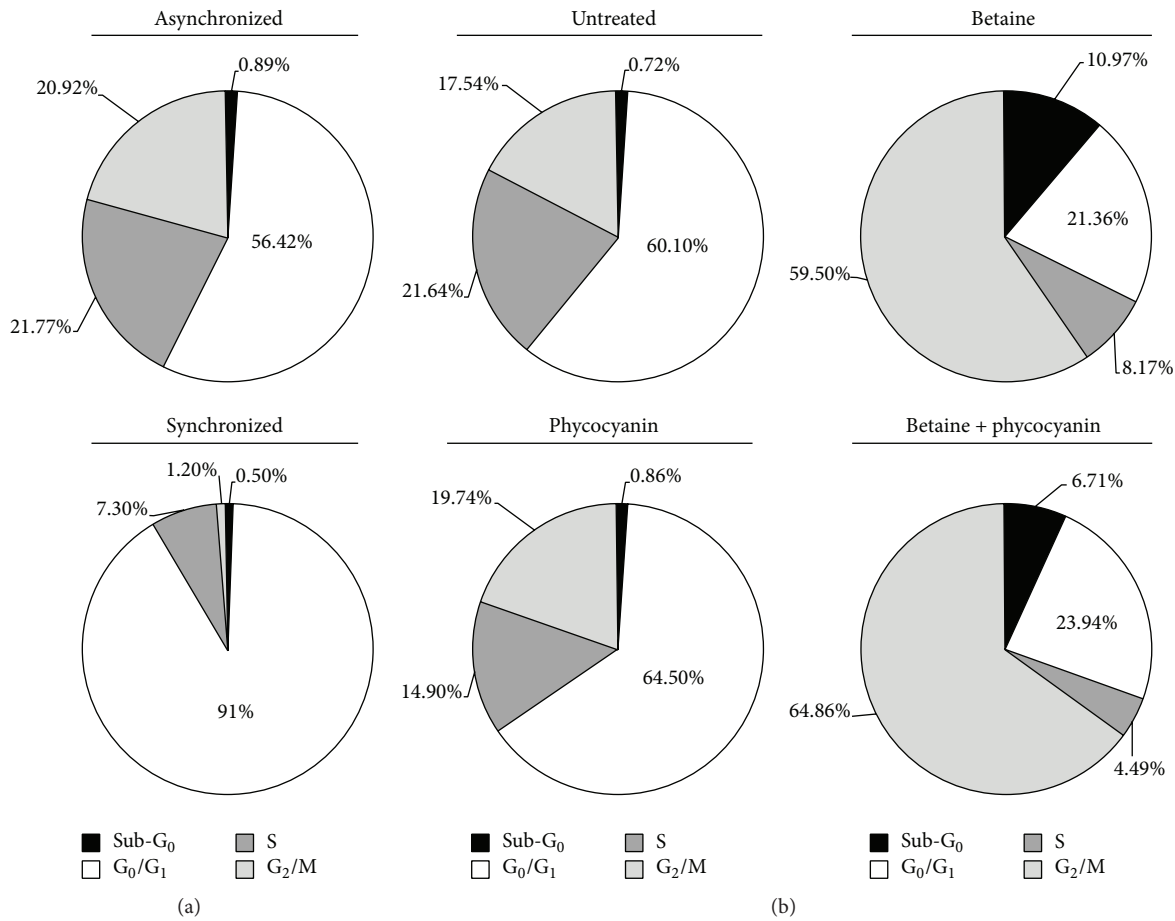 Asynchronized
0.89%
20.92%
56.42%
21.77%
Untreated
0.72%
17.54%
60.10%
21.64%
Betaine
10.97%
21.36%
59.50%
8.17%
Synchronized
1.20%
0.50%
7.30%
91%
Phycocyanin
0.86%
19.74%
64.50%
14.90%
Betaine + phycocyanin
6.71%
23.94%
64.86%
4.49%
Sub-G₀ S
G₀/G₁ G₂/M
Sub-G₀ S
G₀/G₁ G₂/M
Sub-G₀ S
G₀/G₁ G₂/M
(a)
(b)